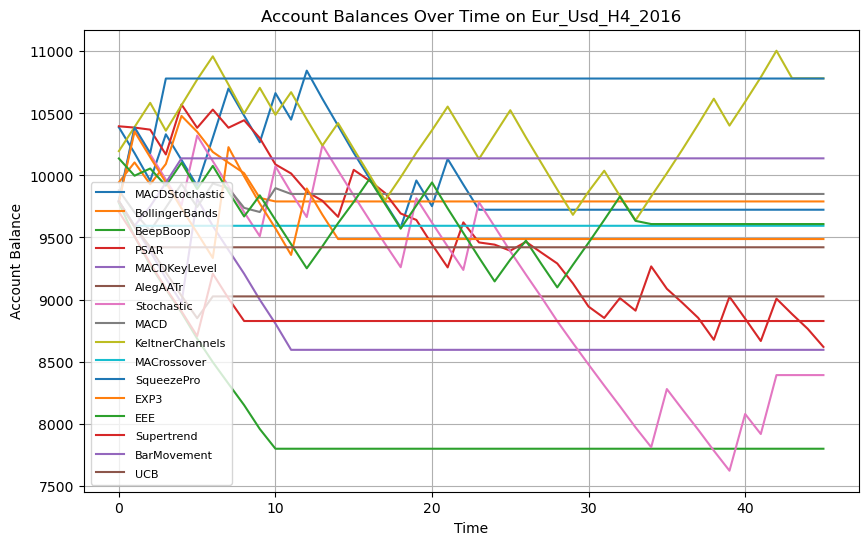 Account Balances Over Time on Eur_Usd_H4_2016
Account Balance
11000
10500
10000
9500
9000
8500
8000
7500
MACDStochastic
BollingerBands
BeepBoop
PSAR
MACDKeyLevel
AlegAATr
Stochastic
MACD
KeltnerChannels
MACrossover
SqueezePro
EXP3
EEE
Supertrend
BarMovement
UCB
0
10
20
30
40
Time